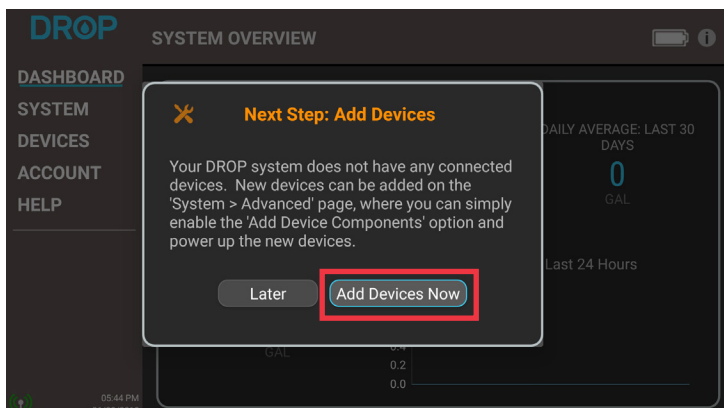 DROP
SYSTEM OVERVIEW
DASHBOARD
SYSTEM
DEVICES
ACCOUNT
HELP
Next Step: Add Devices
Your DROP system does not have any connected
devices. New devices can be added on the
'System > Advanced' page, where you can simply
enable the 'Add Device Components' option and
power up the new devices.
Later
Add Devices Now
DAILY AVERAGE: LAST 30
DAYS
0
GAL
Last 24 Hours
GAL
0.4
0.2
0.0
05:44 PM